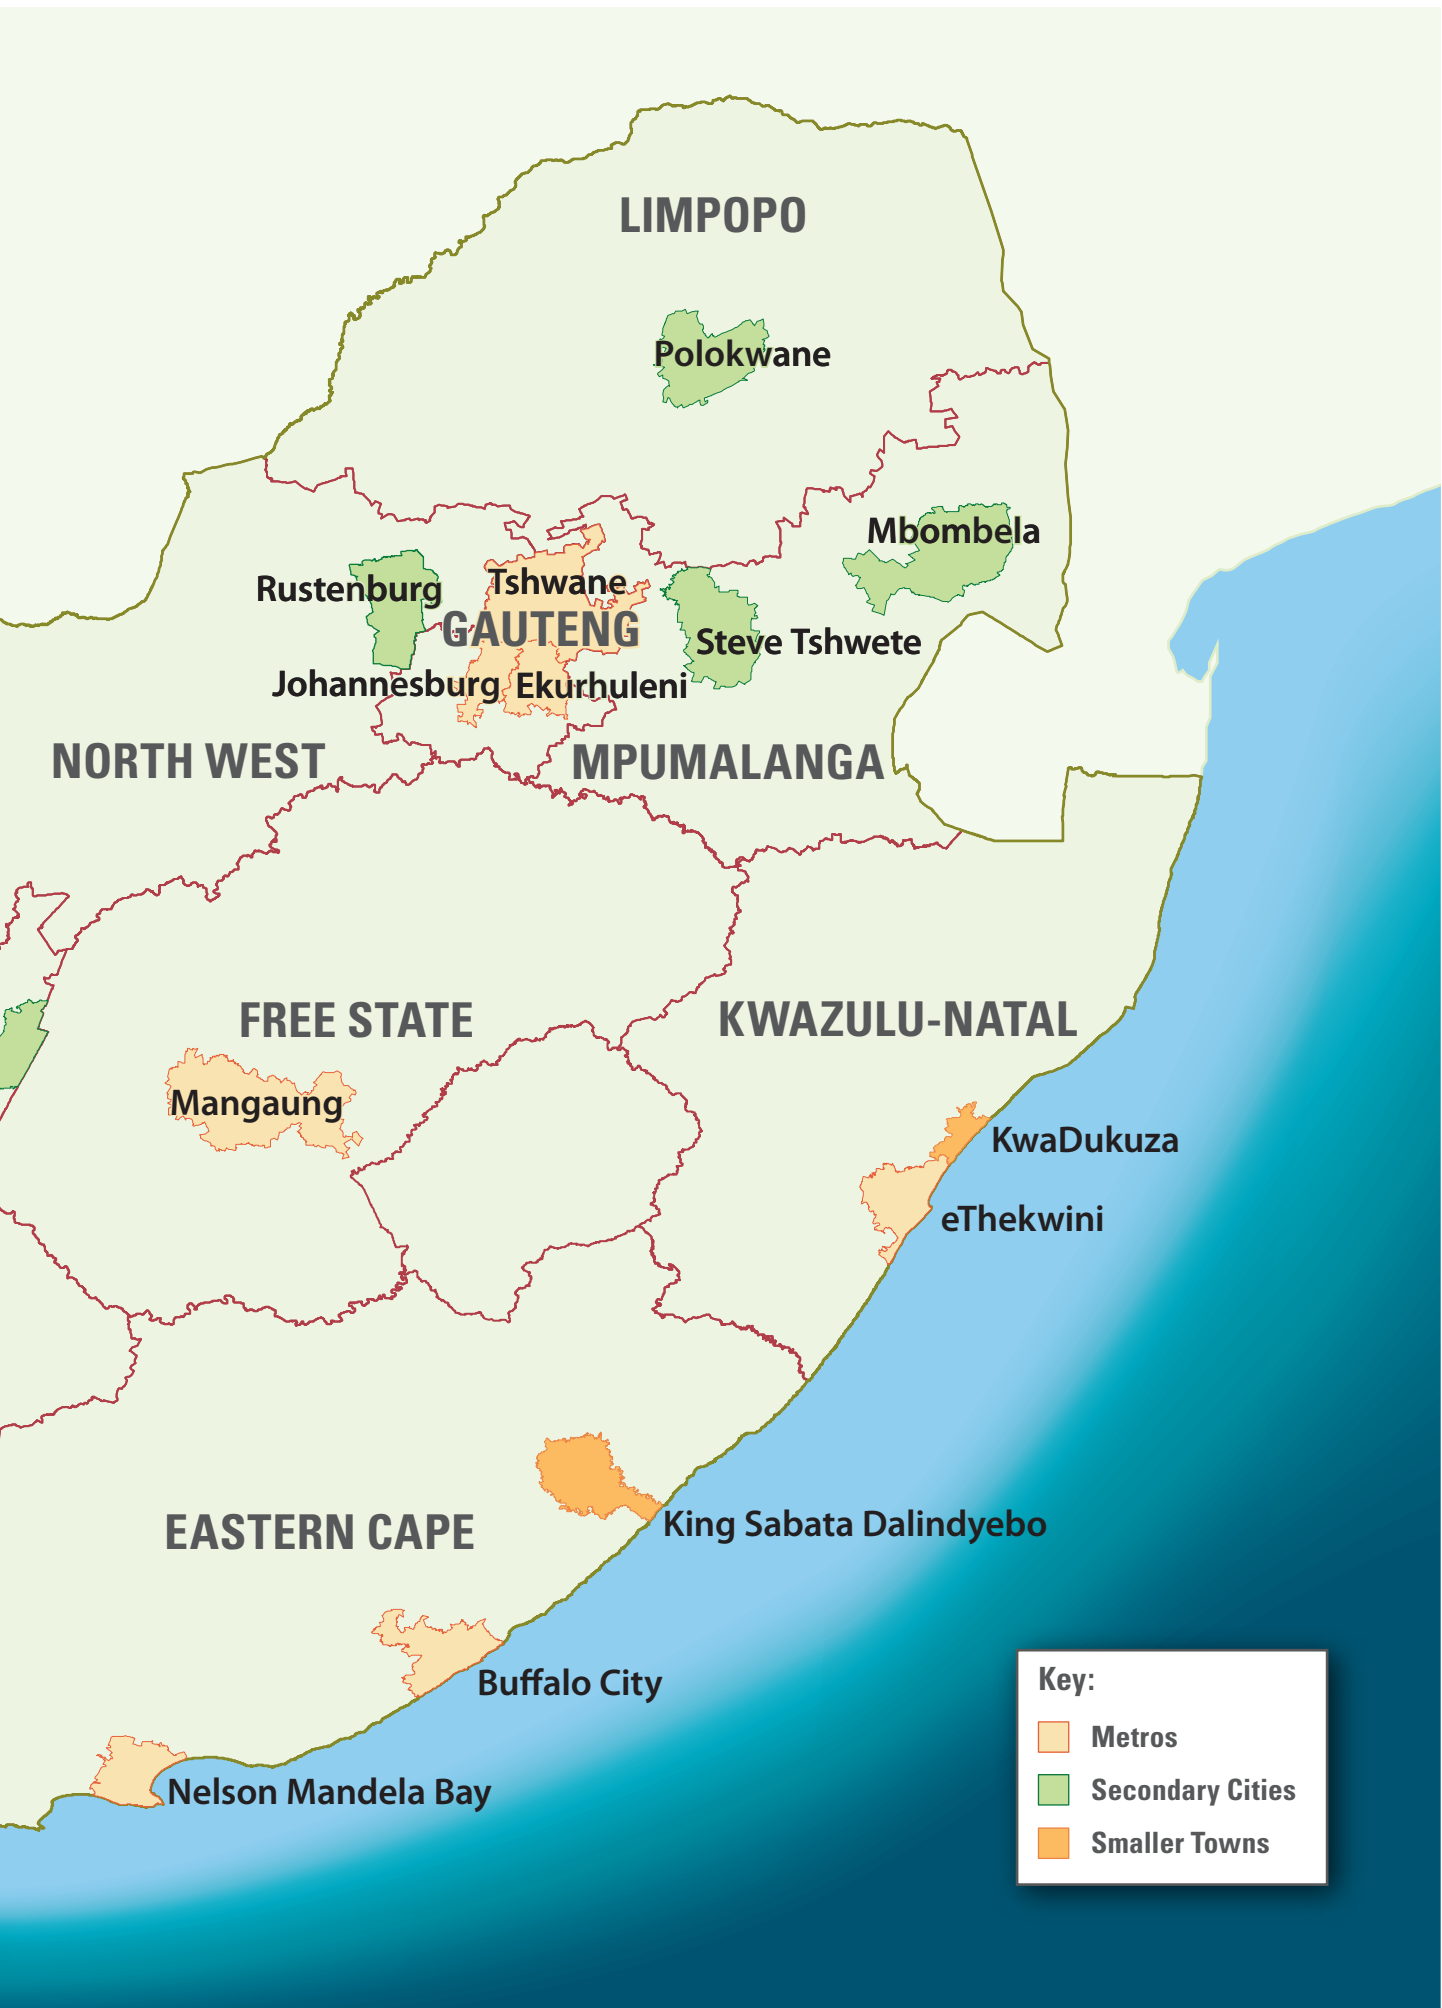 LIMPOPO
Polokwane
Mbombela
Rustenburg
Tshwane
GAUTENG
Steve Tshwete
Johannesburg
Ekurhuleni
NORTH WEST
MPUMALANGA
FREE STATE
KWAZULU-NATAL
Mangaung
KwaDukuza
eThekwini
King Sabata Dalindyebo
EASTERN CAPE
Buffalo City
Nelson Mandela Bay
Key:
Metros
Secondary Cities
Smaller Towns